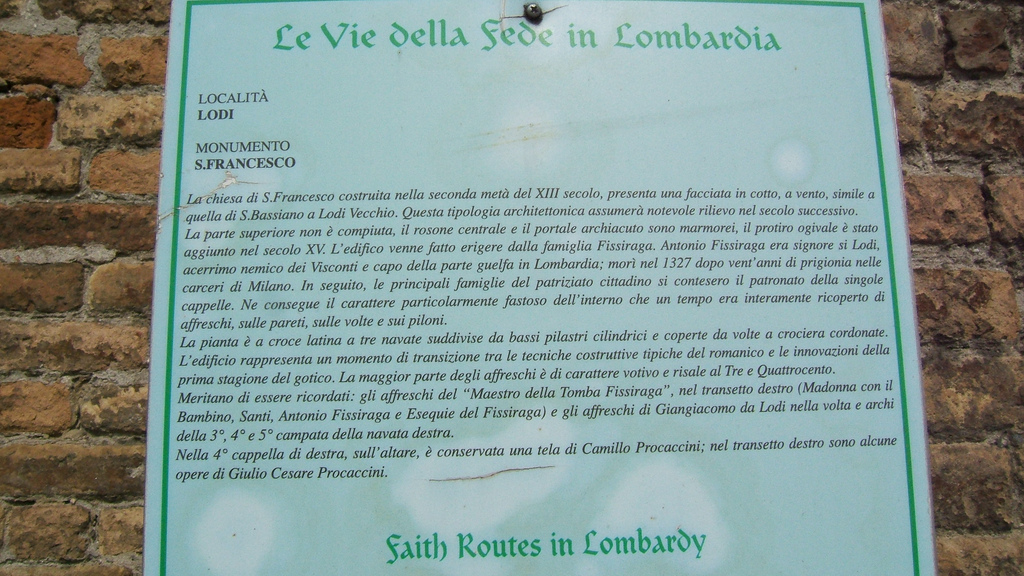 Le Vie della Fede in Lombardia
LOCALITÀ
LODI
MONUMENTO
S.FRANCESCO
La chiesa di S.Francesco costruita nella seconda metà del XIII secolo, presenta una facciata in cotto, a vento, simile a
quella di S.Bassiano a Lodi Vecchio. Questa tipologia architettonica assumerà notevole rilievo nel secolo successivo.
La parte superiore non è compiuta, il rosone centrale e il portale archiacuto sono marmorei, il protiro ogivale è stato
aggiunto nel secolo XV. L'edifico venne fatto erigere dalla famiglia Fissiraga. Antonio Fissiraga era signore si Lodi,
acerrimo nemico dei Visconti e capo della parte guelfa in Lombardia; morì nel 1327 dopo vent'anni di prigionia nelle
carceri di Milano. In seguito, le principali famiglie del patriziato cittadino si contesero il patronato della singole
cappelle. Ne consegue il carattere particolarmente fastoso dell'interno che un tempo era interamente ricoperto di
affreschi, sulle pareti, sulle volte e sui piloni.
La pianta è a croce latina a tre navate suddivise da bassi pilastri cilindrici e coperte da volte a crociera cordonate.
L'edificio rappresenta un momento di transizione tra le tecniche costruttive tipiche del romanico e le innovazioni della
prima stagione del gotico. La maggior parte degli affreschi è di carattere votivo e risale al Tre e Quattrocento.
Meritano di essere ricordati: gli affreschi del “Maestro della Tomba Fissiraga”, nel transetto destro (Madonna con il
Bambino, Santi, Antonio Fissiraga e Esequie del Fissiraga) e gli affreschi di Giangiacomo da Lodi nella volta e archi
della 3°, 4° e 5° campata della navata destra.
Nella 4° cappella di destra, sull'altare, è conservata una tela di Camillo Procaccini; nel transetto destro sono alcune
opere di Giulio Cesare Procaccini.
Faith Routes in Lombardy